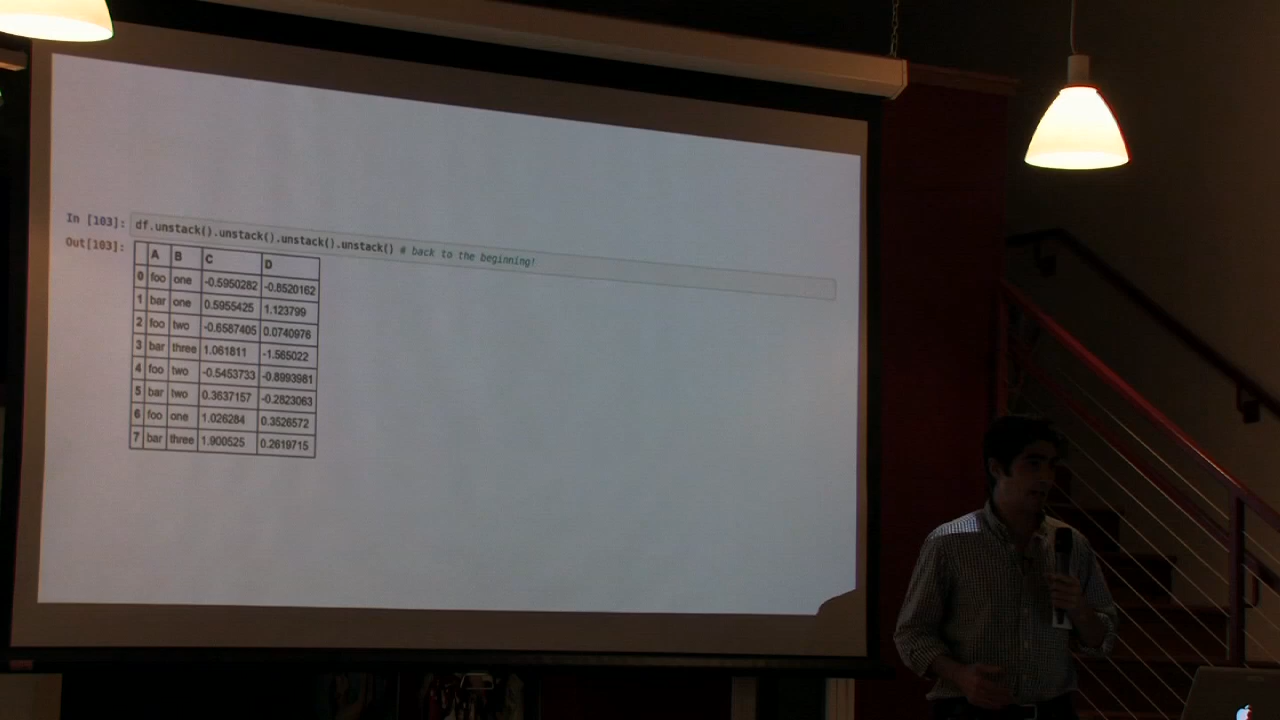 In [103]: df.unstack().unstack().unstack().unstack() # back to the beginning!
Out[103]:
A B C D
0 foo one -0.5950282 -0.8520162
1 bar one 0.5955425 1.123799
2 foo two -0.6587405 0.0740976
3 bar three 1.061811 -1.565022
4 foo two -0.5453733 -0.8993981
5 bar two 0.3637157 -0.2823063
6 foo one 1.026284 0.3526572
7 bar three 1.900525 0.2619715